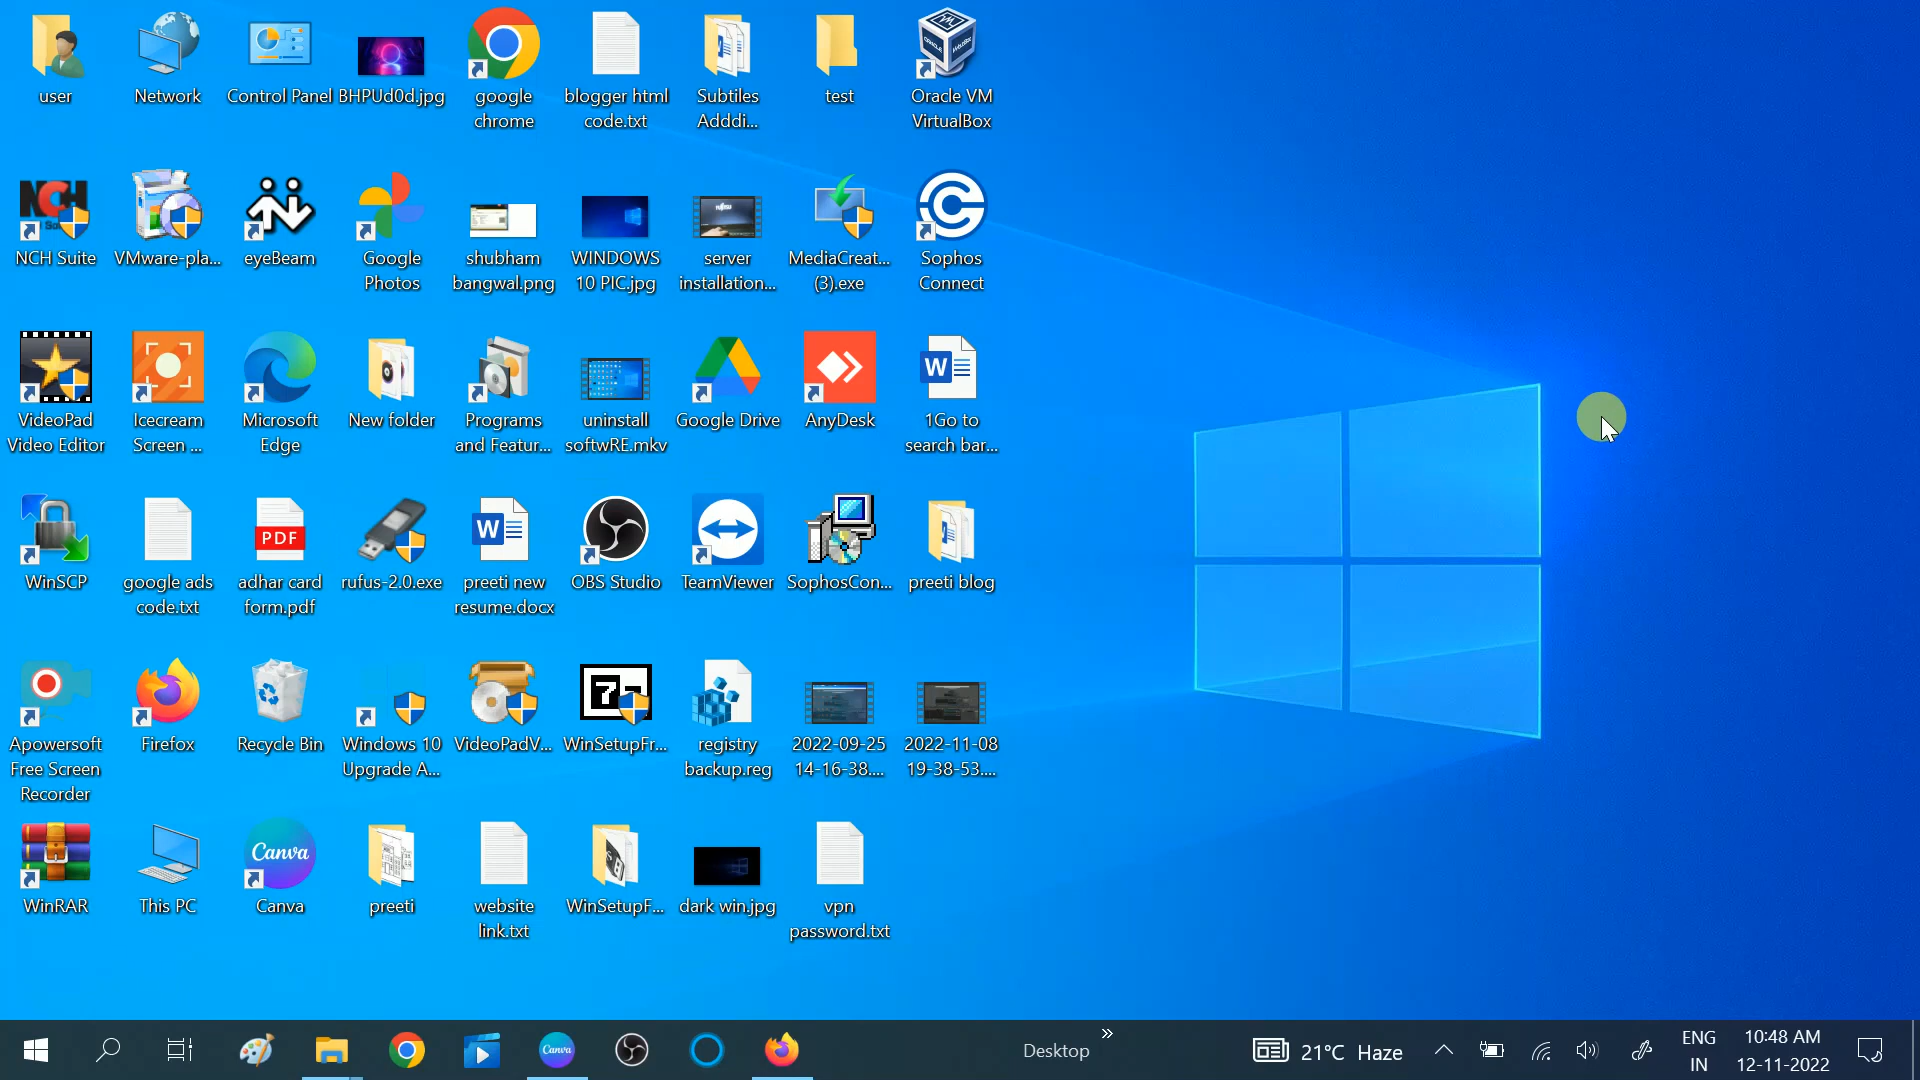 user
Network
Control Panel
BHPUd0d.jpg
google
chrome
blogger html
code.txt
Subtiles
Adddi...
test
Oracle VM
VirtualBox
NCH Suite
VMware-pla...
eyeBeam
Google
Photos
shubham
bangwal.png
WINDOWS
10 PIC.jpg
server
installation...
MediaCreat...
(3).exe
Sophos
Connect
VideoPad
Video Editor
Icecream
Screen ...
Microsoft
Edge
New folder
Programs
and Featur...
uninstall
softwRE.mkv
Google Drive
AnyDesk
1Go to
search bar...
WinSCP
google ads
code.txt
PDF
adhar card
form.pdf
rufus-2.0.exe
preeti new
resume.docx
OBS Studio
TeamViewer
SophosCon...
preeti blog
Apowersoft
Free Screen
Recorder
Firefox
Recycle Bin
Windows 10
Upgrade A...
VideoPadV...
WinSetupFr...
registry
backup.reg
2022-09-25
14-16-38....
2022-11-08
19-38-53....
WinRAR
This PC
Canva
Canva
preeti
website
link.txt
WinSetupF...
dark win.jpg
vpn
password.txt
Canva
Desktop
21°C Haze
ENG
IN
10:48 AM
12-11-2022